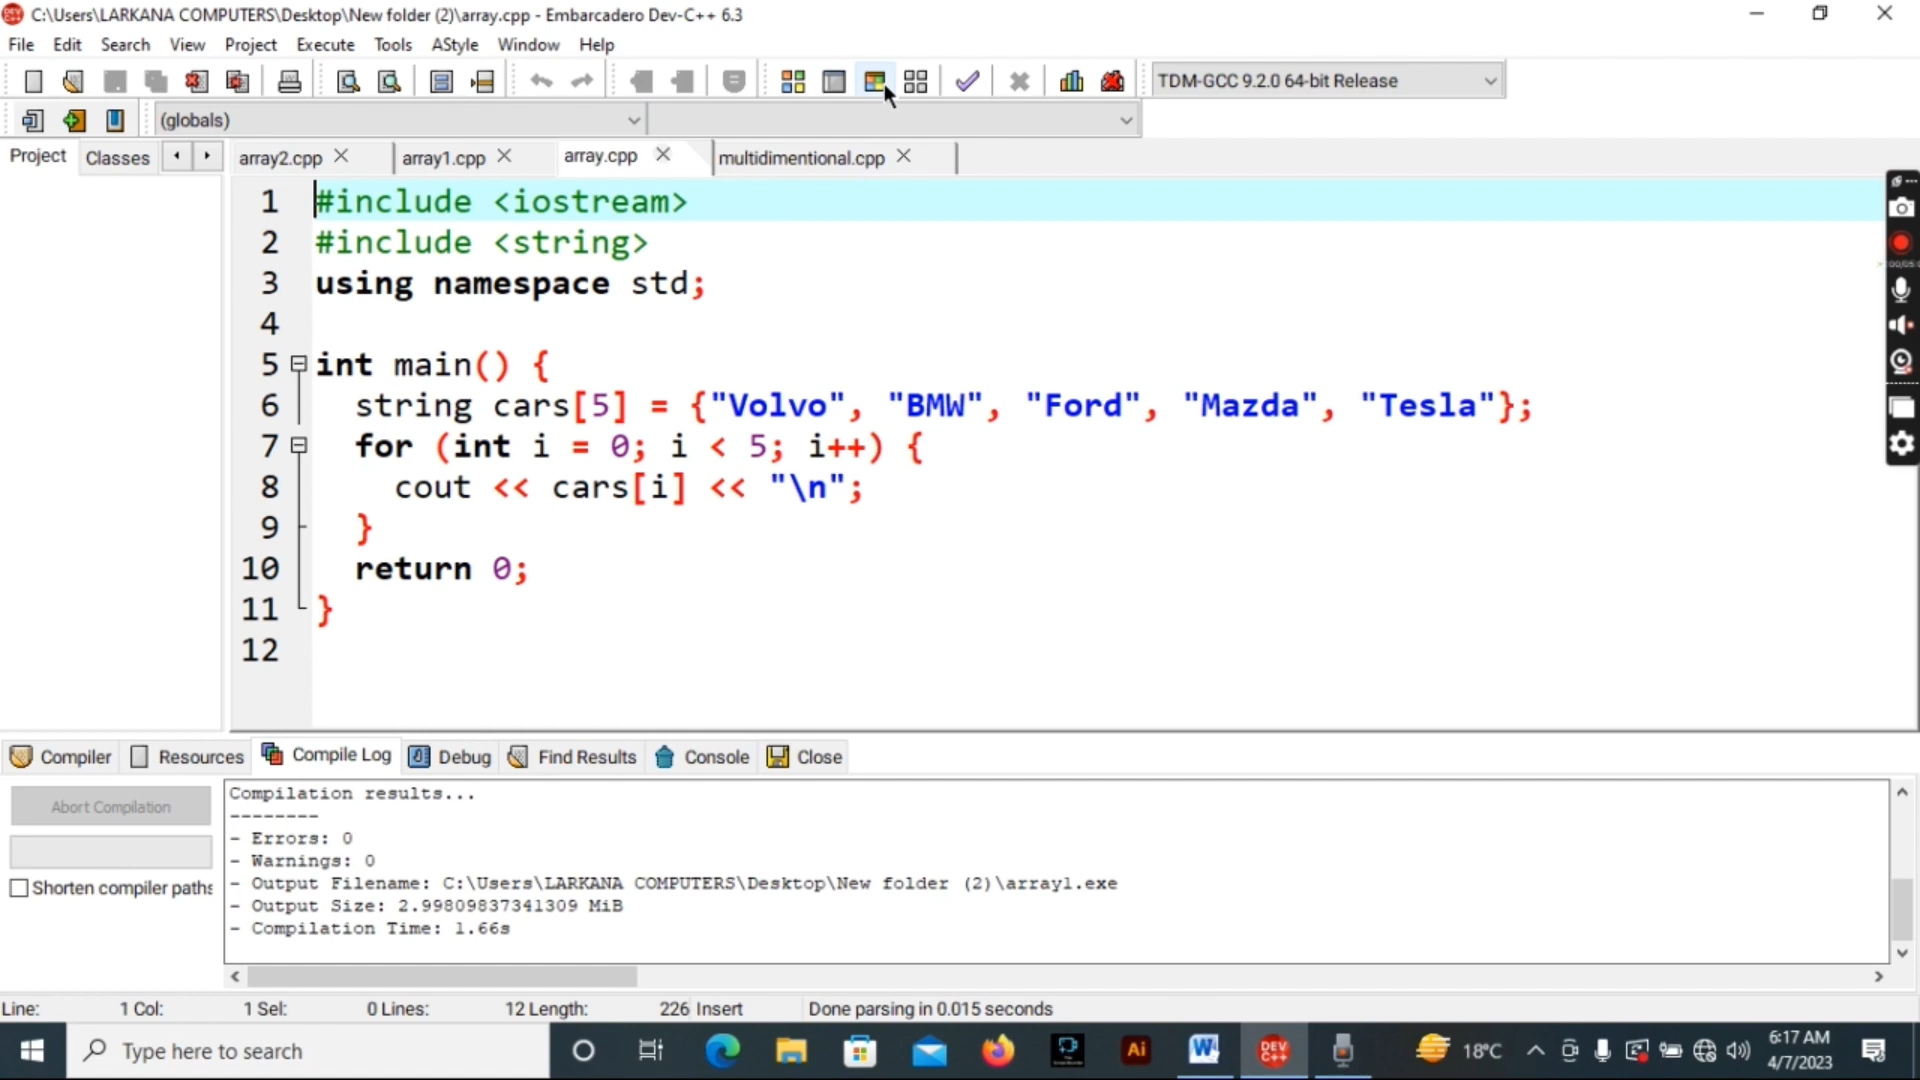 C:\Users\LARKANA COMPUTERS\Desktop\New folder (2)\array.cpp - Embarcadero Dev-C++ 6.3
File Edit Search View Project Execute Tools AStyle Window Help
TDM-GCC 9.2.0 64-bit Release
(globals)
Project Classes array2.cpp array1.cpp array.cpp multidimentional.cpp
1 #include <iostream>
2 #include <string>
3 using namespace std;
4
5 int main() {
6 string cars[5] = {"Volvo", "BMW", "Ford", "Mazda", "Tesla"};
7 for (int i = 0; i < 5; i++) {
8 cout << cars[i] << "\n";
9 }
10 return 0;
11 }
12
Compiler Resources Compile Log Debug Find Results Console Close
Abort Compilation
Shorten compiler paths
Compilation results...
--------
- Errors: 0
- Warnings: 0
- Output Filename: C:\Users\LARKANA COMPUTERS\Desktop\New folder (2)\array1.exe
- Output Size: 2.99809837341309 MiB
- Compilation Time: 1.66s
Line: 1 Col: 1 Sel: 0 Lines: 12 Length: 226 Insert Done parsing in 0.015 seconds
Type here to search
Ai
W
DEV C++
18°C
6:17 AM
4/7/2023